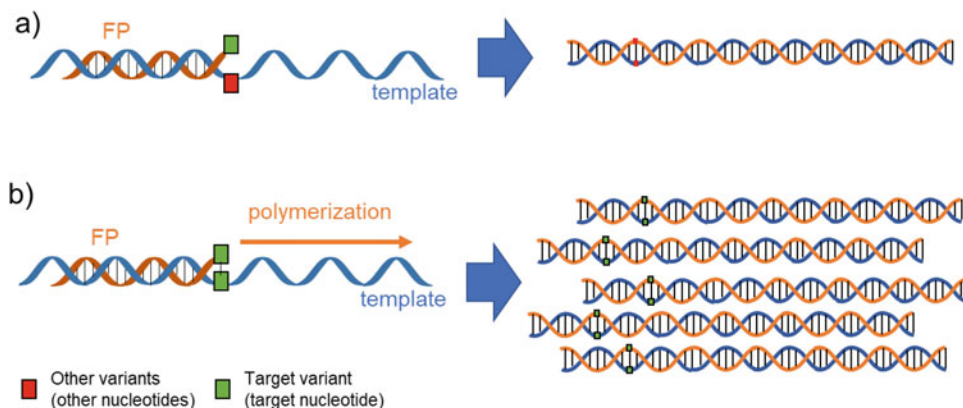 a)
FP
template
b)
polymerization
FP
template
Other variants
(other nucleotides)
Target variant
(target nucleotide)